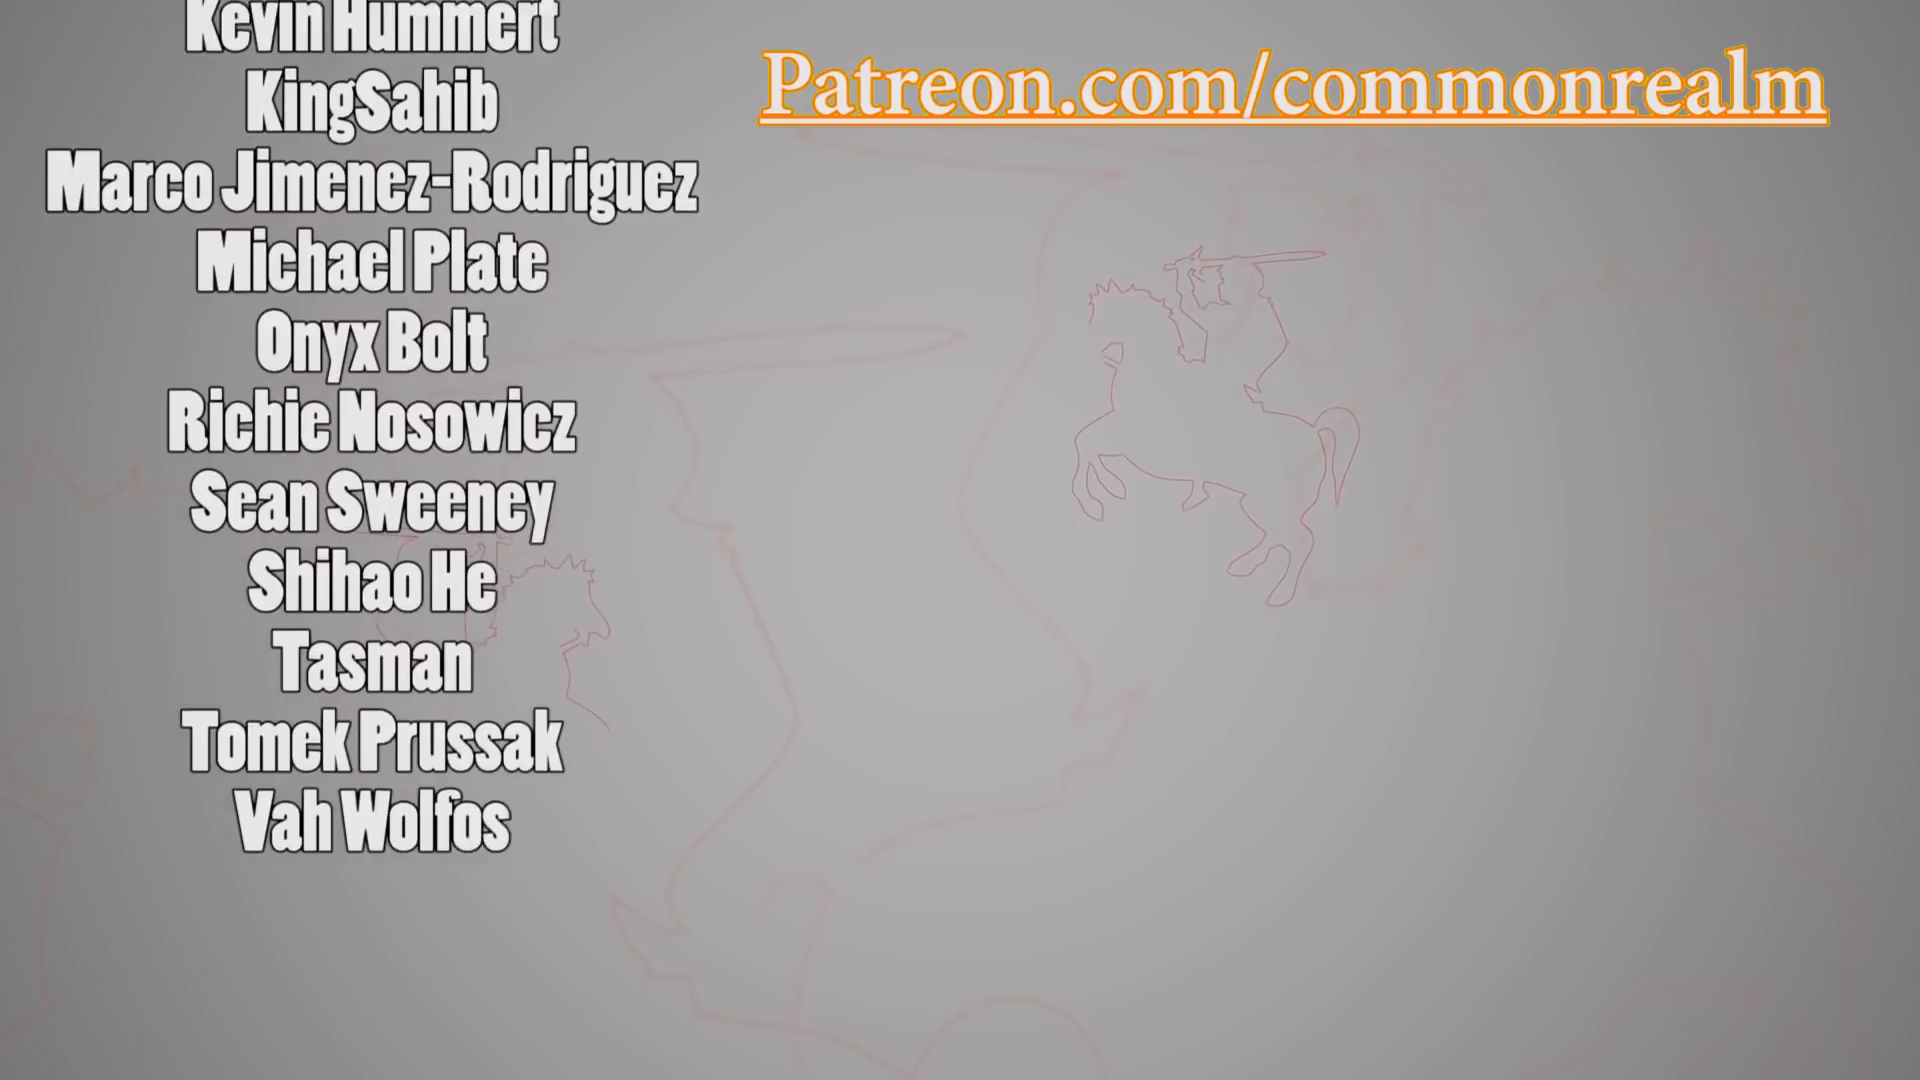 Kevin Hummert
KingSahib
Marco Jimenez-Rodriguez
Michael Plate
Onyx Bolt
Richie Nosowicz
Sean Sweeney
Shihao He
Tasman
Tomek Prussak
Vah Wolfos
Patreon.com/commonrealm